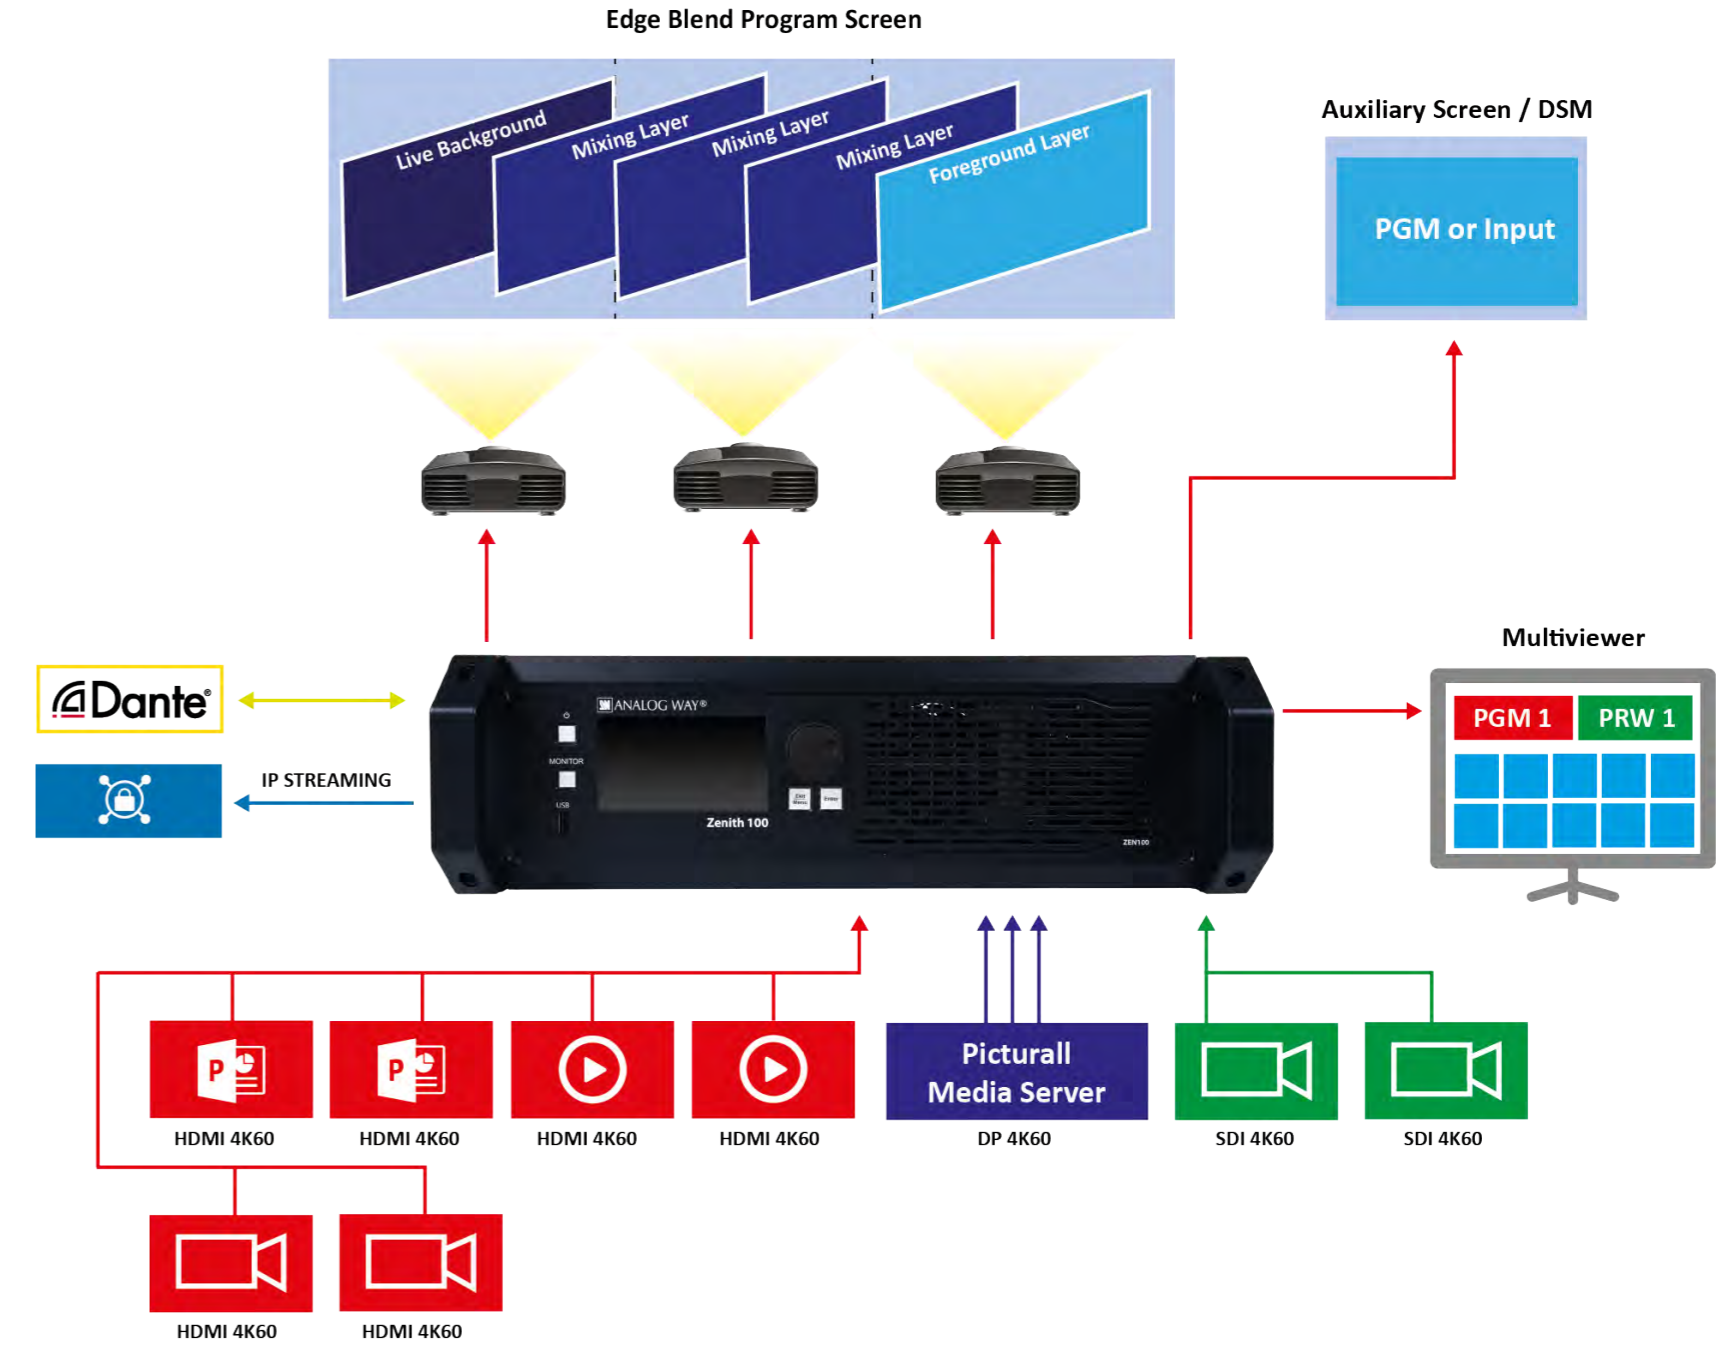 Edge Blend Program Screen
Live Background
Mixing Layer
Mixing Layer
Mixing Layer
Foreground Layer
Auxiliary Screen / DSM
PGM or Input
Dante®
IP STREAMING
ANALOG WAY®
MONITOR
USB
Exit
Menu
Enter
Zenith 100
ZEN100
Multiviewer
PGM 1
PRW 1
P
P
Picturall
Media Server
HDMI 4K60
HDMI 4K60
HDMI 4K60
HDMI 4K60
DP 4K60
SDI 4K60
SDI 4K60
HDMI 4K60
HDMI 4K60